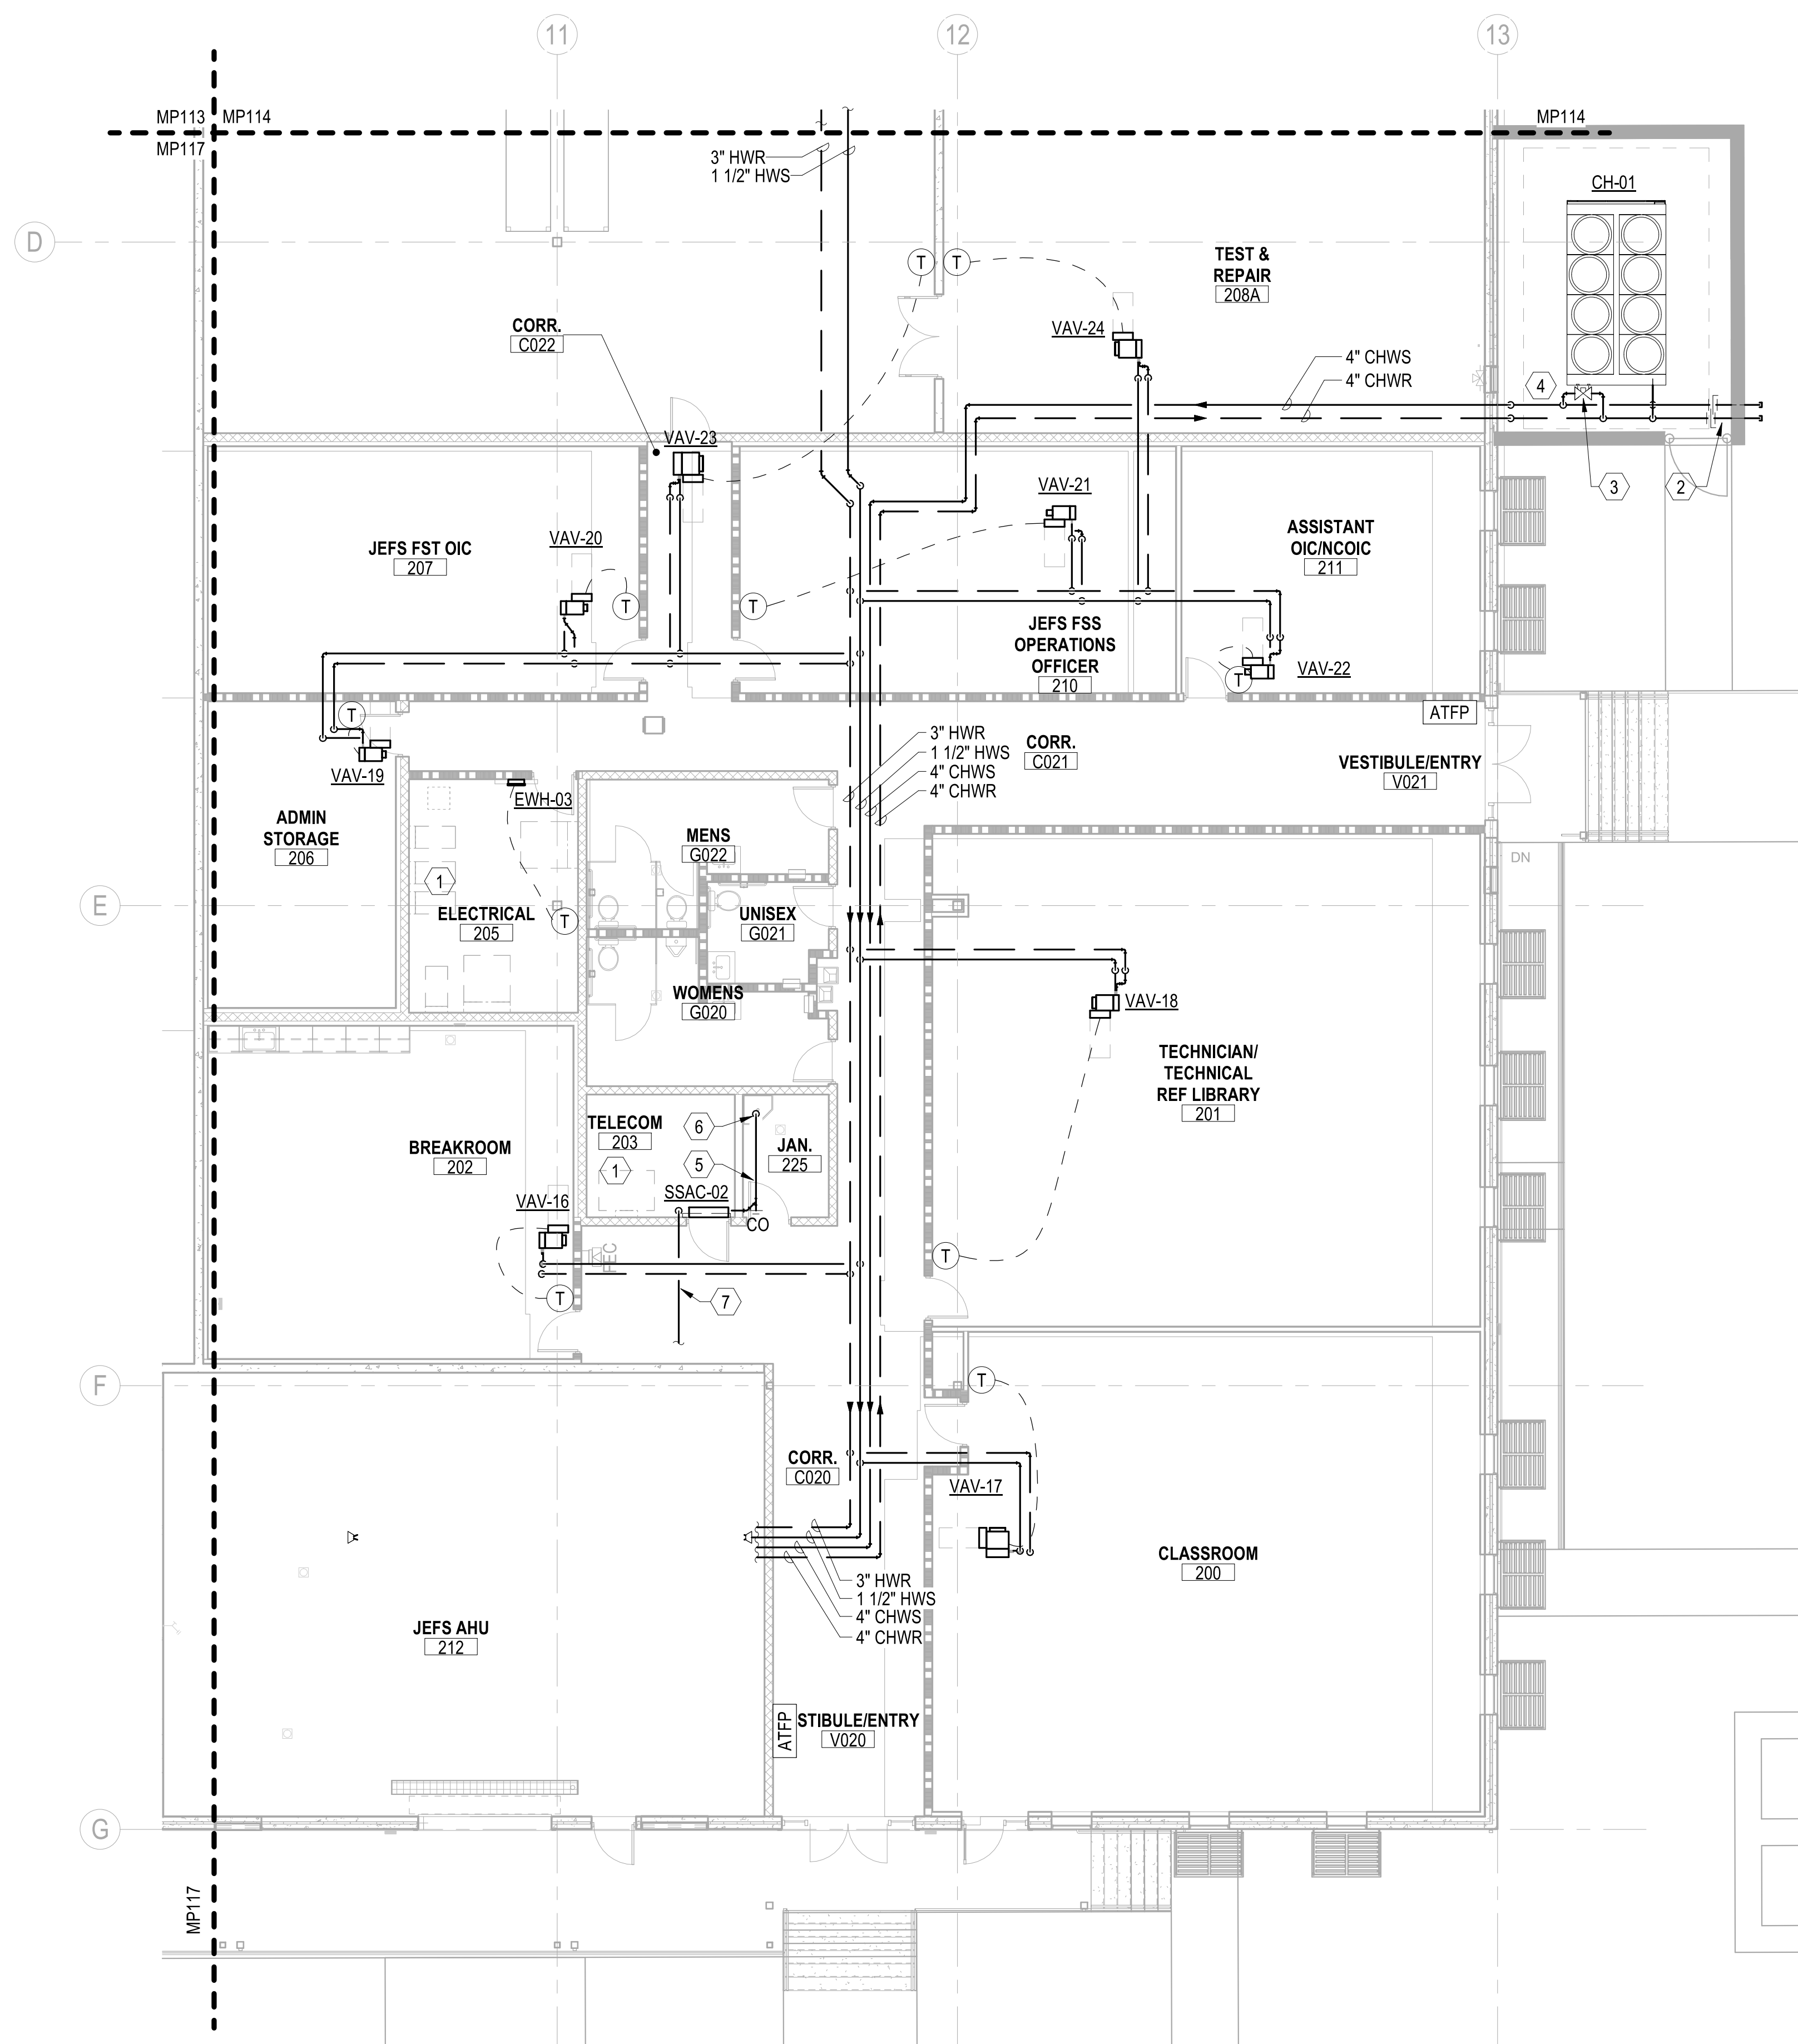 11
12
13
MP113
MP114
MP114
MP117
3" HWR
1 1/2" HWS
CH-01
D
T
T
TEST &
REPAIR
208A
CORR.
C022
VAV-24
4" CHWS
4" CHWR
4
VAV-23
3
2
VAV-21
ASSISTANT
OIC/NCOIC
211
JEFS FST OIC
207
VAV-20
T
T
JEFS FSS
OPERATIONS
OFFICER
210
VAV-22
T
ATFP
T
VAV-19
3" HWR
1 1/2" HWS
4" CHWS
4" CHWR
CORR.
C021
VESTIBULE/ENTRY
V021
EWH-03
ADMIN
STORAGE
206
MENS
G022
DN
1
E
ELECTRICAL
205
T
UNISEX
G021
WOMENS
G020
VAV-18
TECHNICIAN/
TECHNICAL
REF LIBRARY
201
TELECOM
203
6
JAN.
225
BREAKROOM
202
1
5
SSAC-02
VAV-16
CO
FEC
T
T
7
F
T
CORR.
C020
VAV-17
CLASSROOM
200
3" HWR
1 1/2" HWS
4" CHWS
4" CHWR
JEFS AHU
212
ATFP
STIBULE/ENTRY
V020
G
MP117